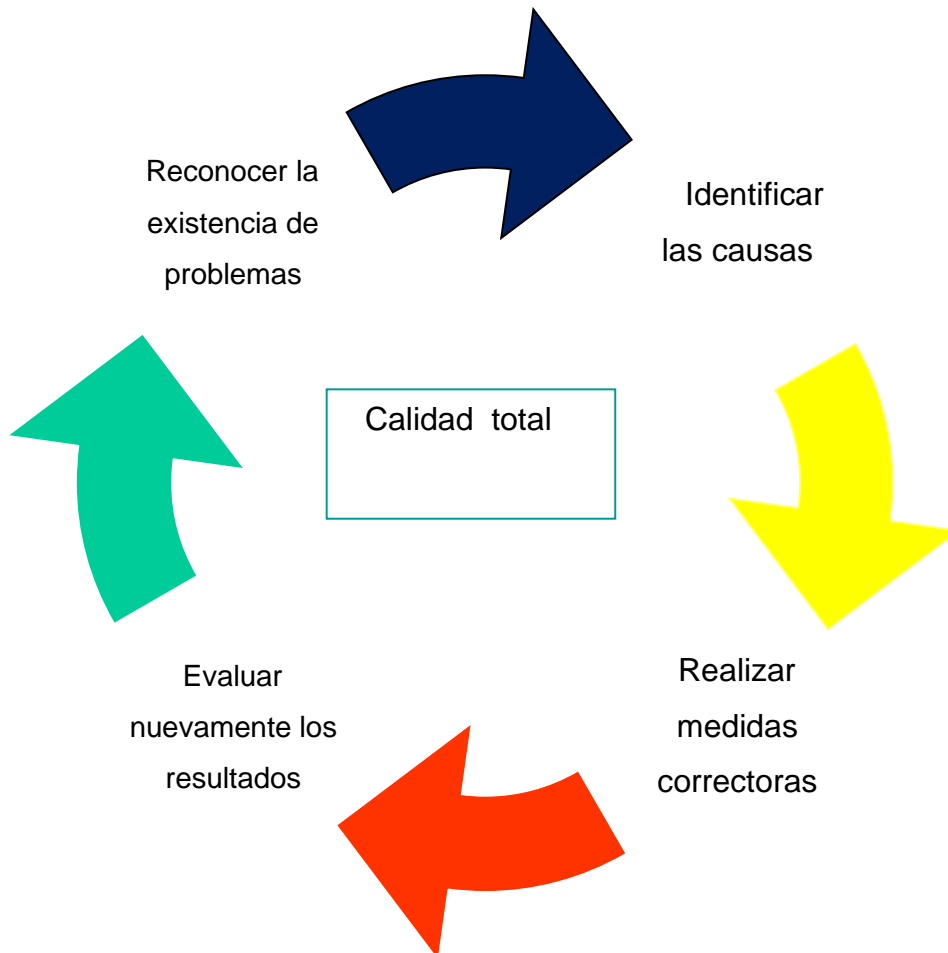 Reconocer la
existencia de
problemas
Identificar
las causas
Calidad total
Evaluar
nuevamente los
resultados
Realizar
medidas
correctoras